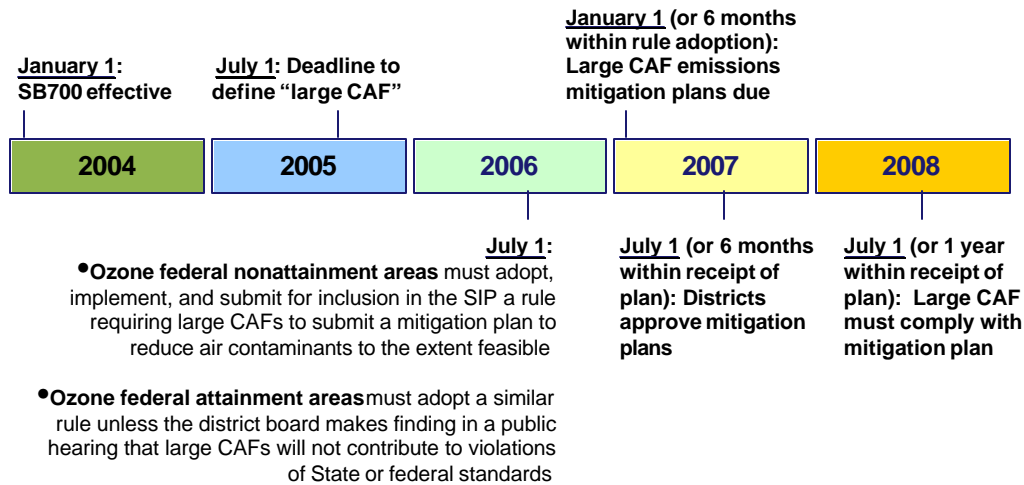 January 1:
SB700 effective
July 1: Deadline to
define “large CAF”
January 1 (or 6 months
within rule adoption):
Large CAF emissions
mitigation plans due
2004
2005
2006
2007
2008
July 1:
•Ozone federal nonattainment areas must adopt,
implement, and submit for inclusion in the SIP a rule
requiring large CAFs to submit a mitigation plan to
reduce air contaminants to the extent feasible
•Ozone federal attainment areas must adopt a similar
rule unless the district board makes finding in a public
hearing that large CAFs will not contribute to violations
of State or federal standards
July 1 (or 6 months
within receipt of
plan): Districts
approve mitigation
plans
July 1 (or 1 year
within receipt of
plan): Large CAF
must comply with
mitigation plan